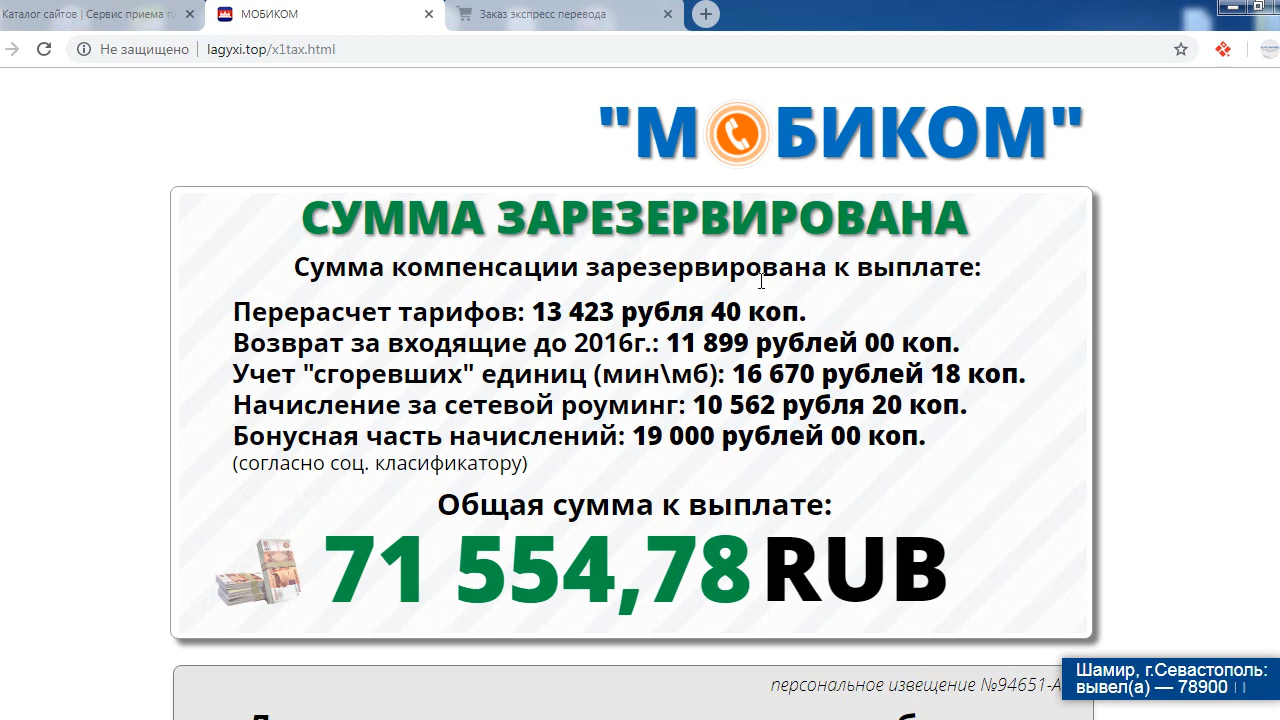 Каталог сайтов | Сервис приема п
МОБИКОМ
Заказ экспресс перевода
Не защищено
lagyxi.top/x1tax.html
"МОБИКОМ"
СУММА ЗАРЕЗЕРВИРОВАНА
Сумма компенсации зарезервирована к выплате:
Перерасчет тарифов: 13 423 рубля 40 коп.
Возврат за входящие до 2016г.: 11 899 рублей 00 коп.
Учет "сгоревших" единиц (мин\мб): 16 670 рублей 18 коп.
Начисление за сетевой роуминг: 10 562 рубля 20 коп.
Бонусная часть начислений: 19 000 рублей 00 коп.
(согласно соц. класификатору)
Общая сумма к выплате:
71 554,78 RUB
персональное извещение №94651-А
Шамир, г.Севастополь:
вывел(а) — 78900